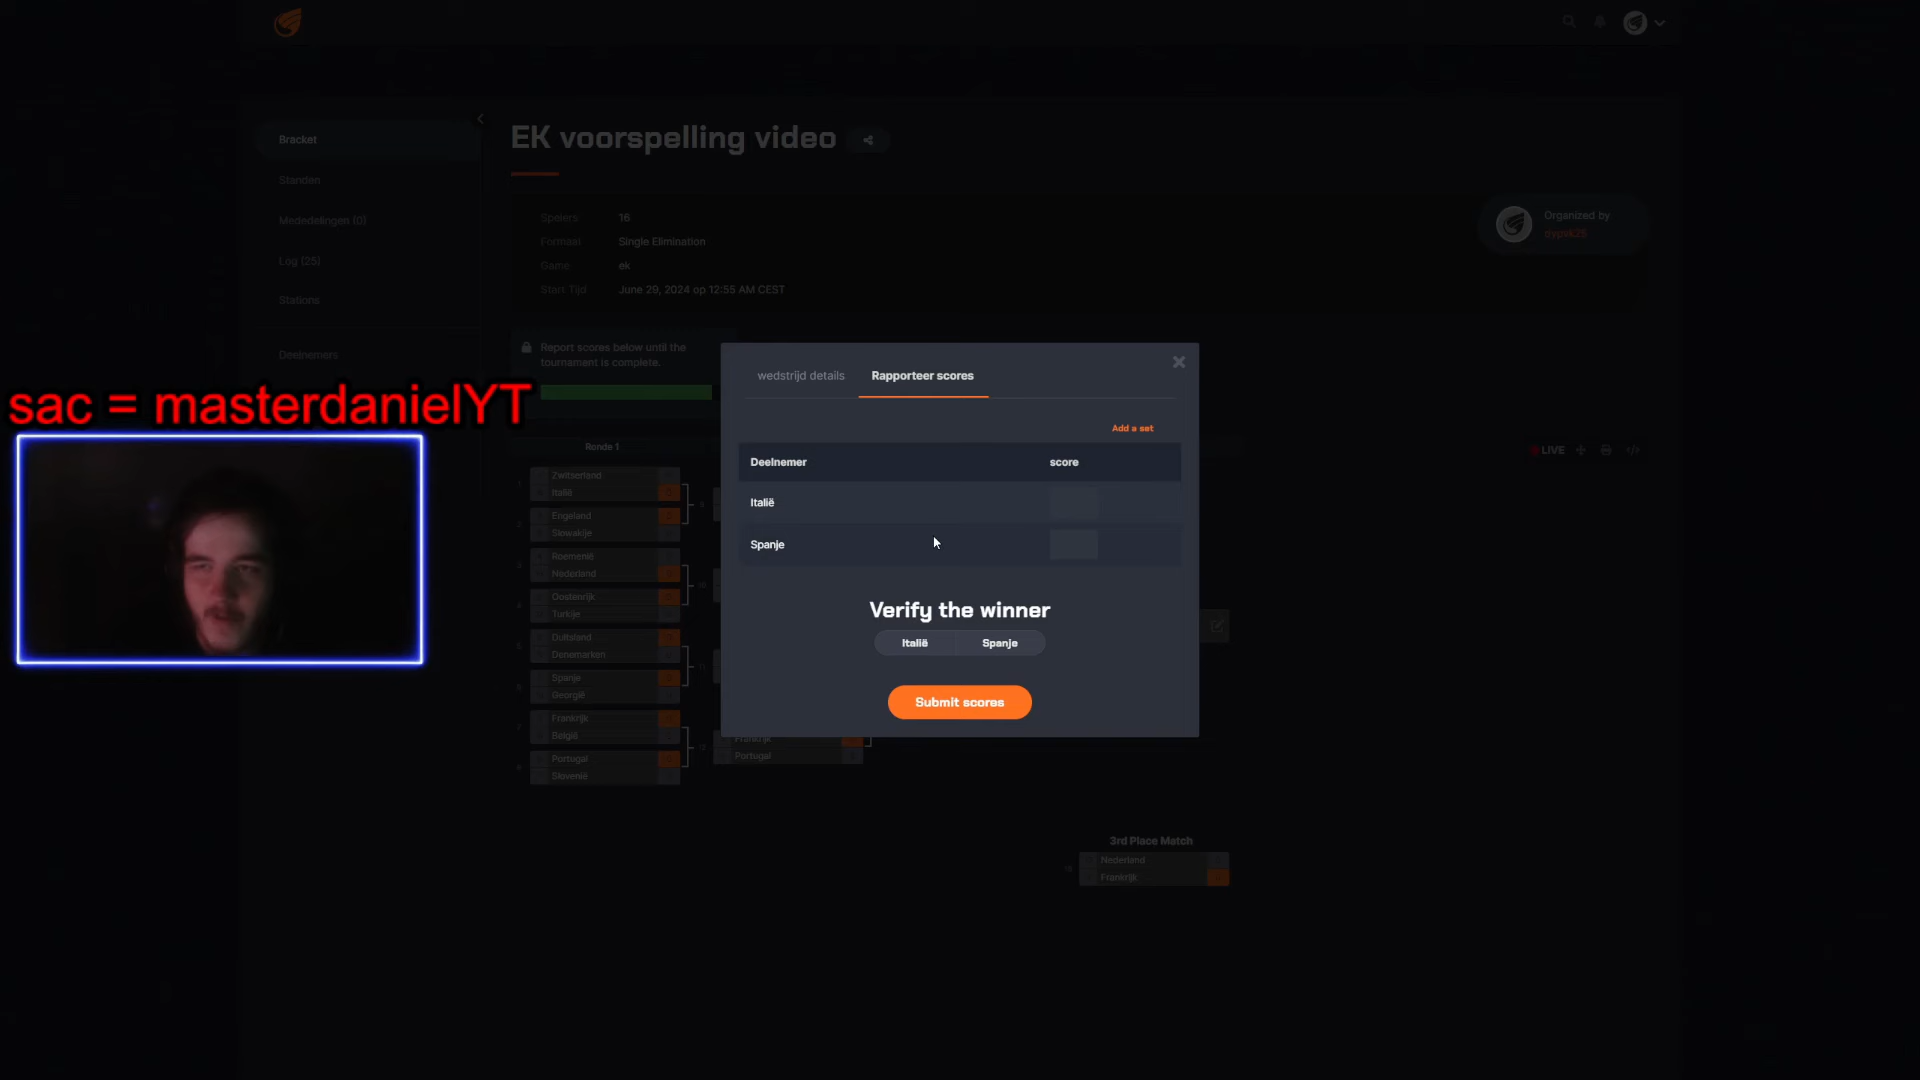 Bracket
EK voorspelling video
Standen
Mededelingen (0)
Log (25)
Stations
Deelnemers
Spelers 16
Formaat Single Elimination
Game ek
Start Tijd June 29, 2024 op 12:55 AM CEST
Organized by
Report scores below until the
tournament is complete.
sac = masterdanielYT
wedstrijd details Rapporteer scores
Add a set
Deelnemer score
Italië
Spanje
Verify the winner
Italië Spanje
Submit scores
LIVE
Ronde 1
Zwitserland
Italië
Engeland
Slowakije
Roemenië
Nederland
Oostenrijk
Turkije
Duitsland
Denemarken
Spanje
Georgië
Frankrijk
België
Portugal
Slovenië
Frankrijk
Portugal
3rd Place Match
Nederland
Frankrijk